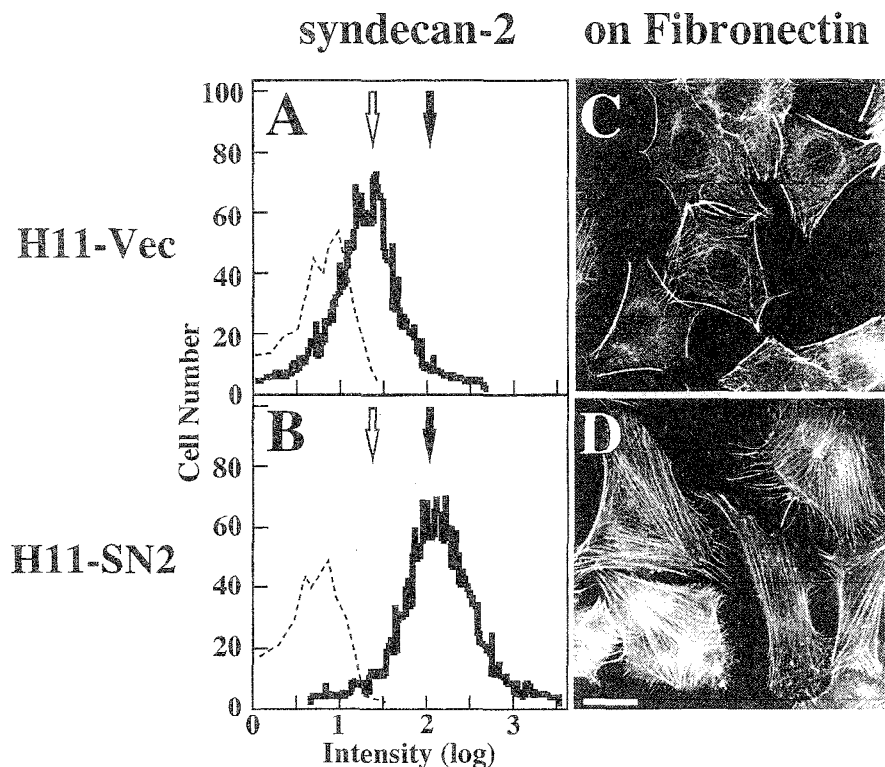 syndecan-2 on Fibronectin
H11-Vec
H11-SN2
Cell Number
A
100
80
60
40
20
0
B
80
60
40
20
0
0 1 2 3
Intensity (log)
C
D